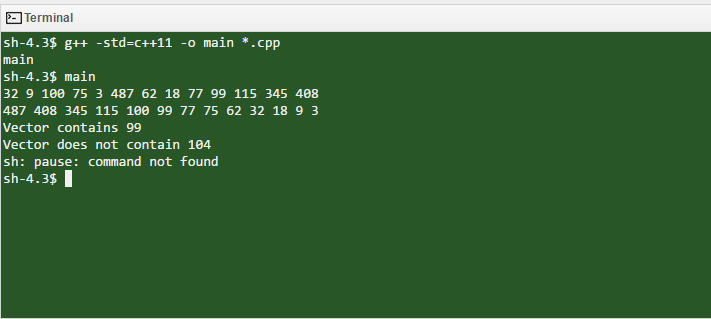 Terminal
sh-4.3$ g++ -std=c++11 -o main *.cpp
main
sh-4.3$ main
32 9 100 75 3 487 62 18 77 99 115 345 408
487 408 345 115 100 99 77 75 62 32 18 9 3
Vector contains 99
Vector does not contain 104
sh: pause: command not found
sh-4.3$